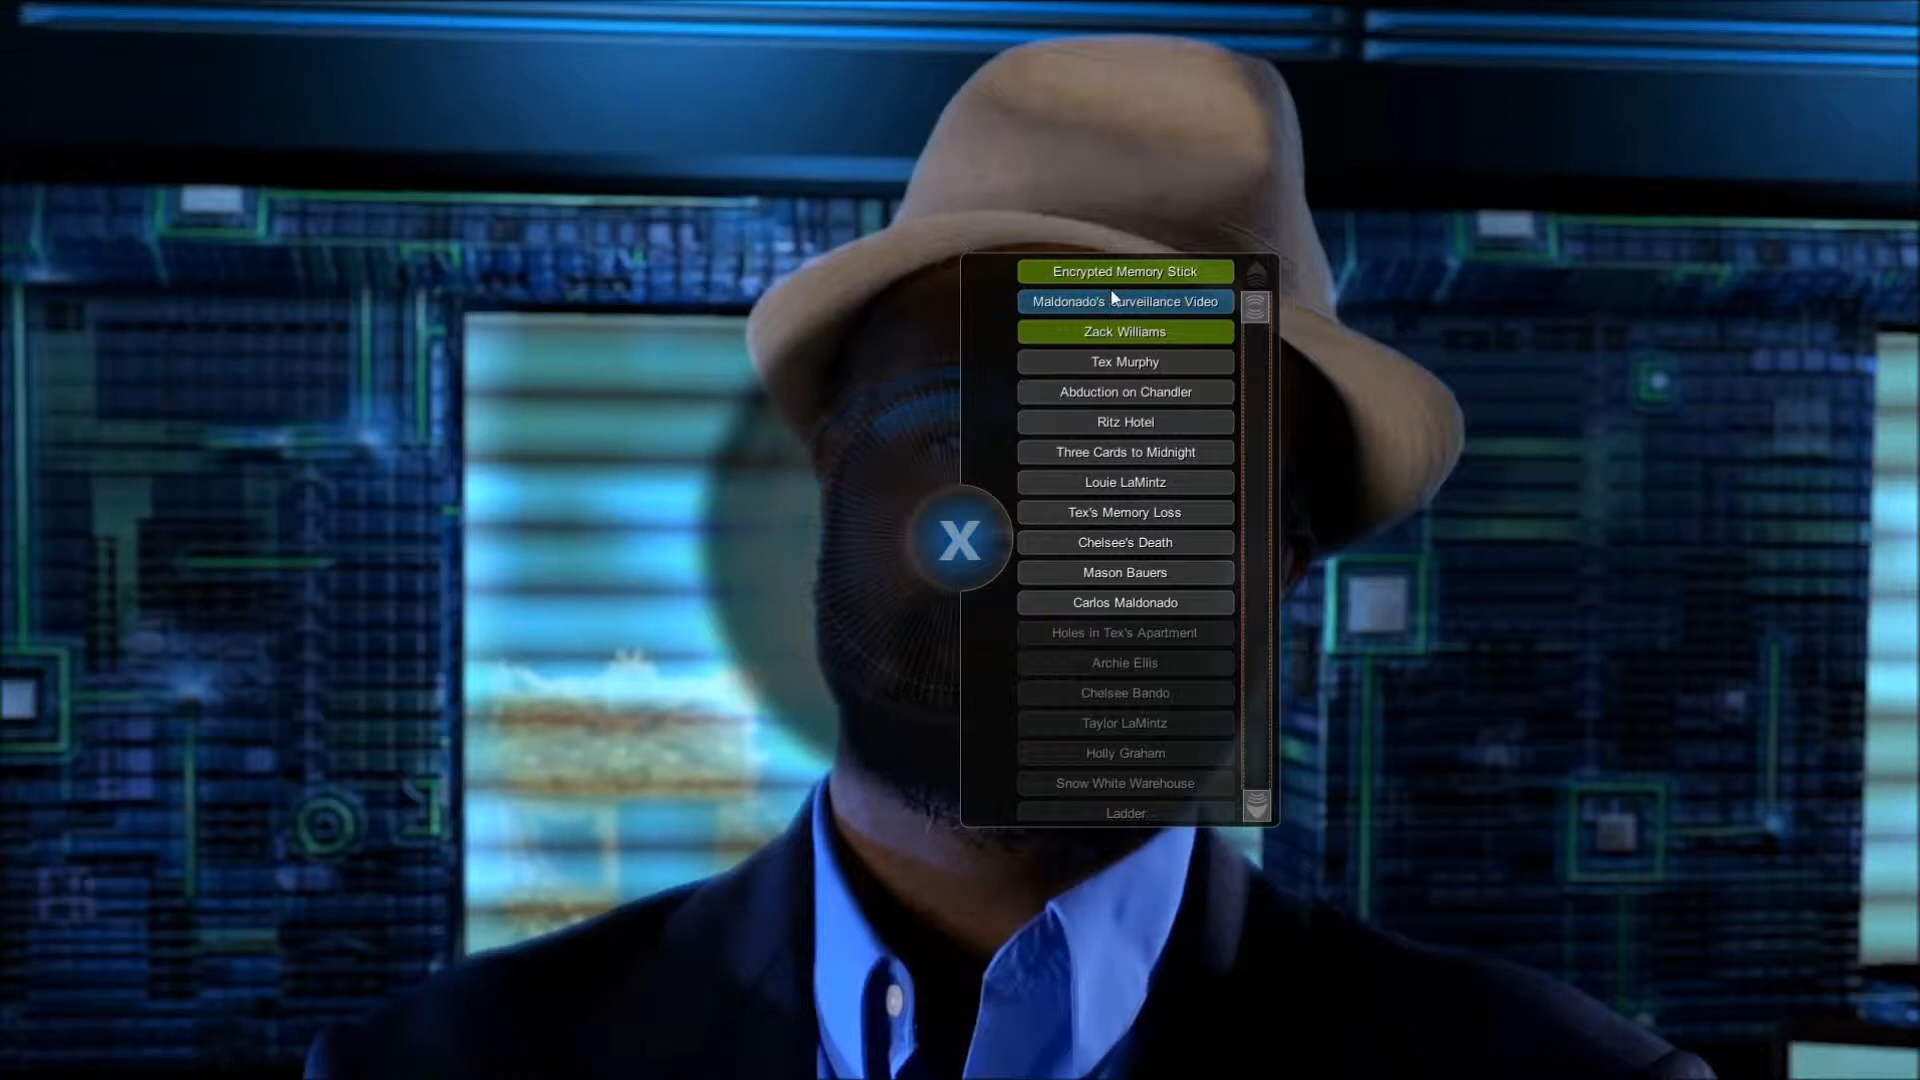 Encrypted Memory Stick
Maldonado's Surveillance Video
Zack Williams
Tex Murphy
Abduction on Chandler
Ritz Hotel
Three Cards to Midnight
Louie LaMintz
Tex's Memory Loss
Chelsee's Death
X
Mason Bauers
Carlos Maldonado
Holes in Tex's Apartment
Archie Ellis
Chelsee Bando
Taylor LaMintz
Holly Graham
Snow White Warehouse
Ladder